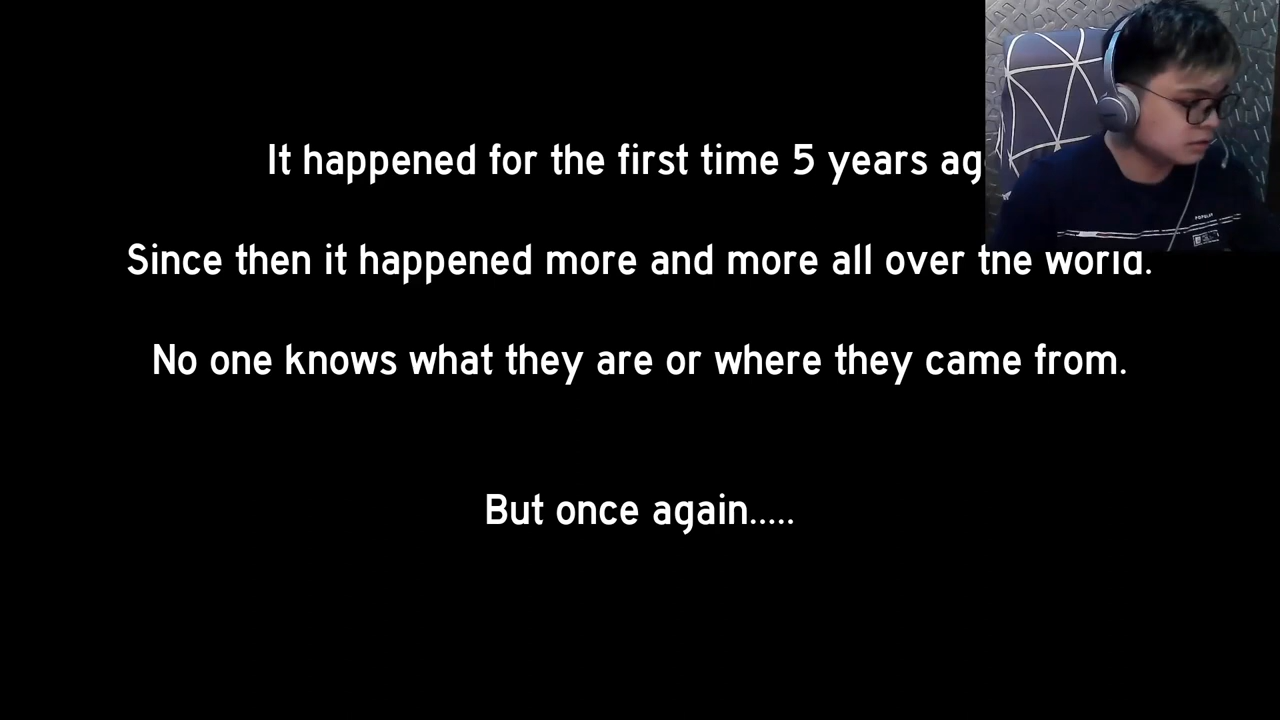 It happened for the first time 5 years ag
Since then it happened more and more all over the world.
No one knows what they are or where they came from.
But once again.....
POPULAR